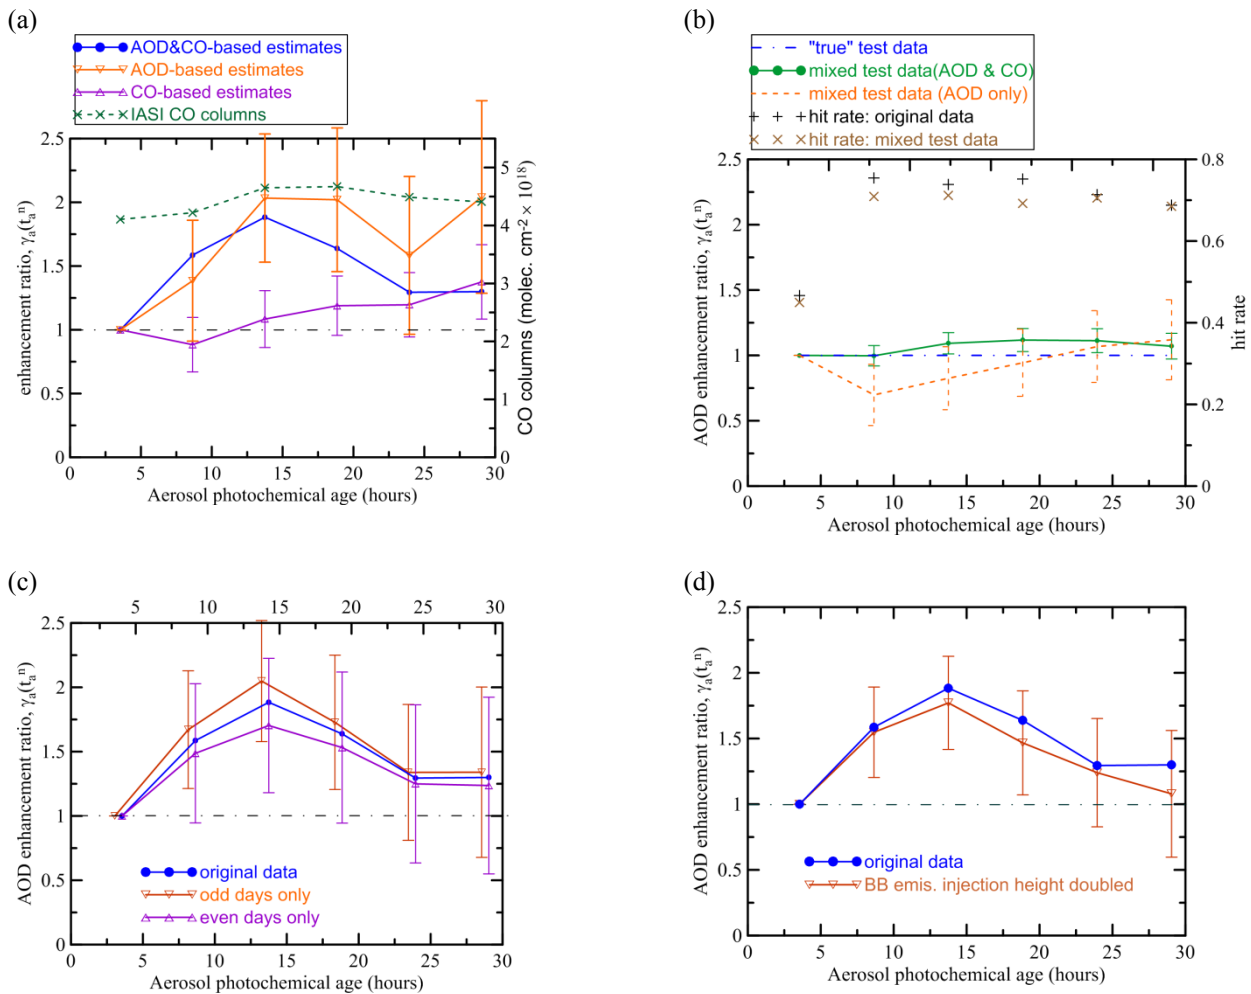 (a)
AOD&CO-based estimates
AOD-based estimates
CO-based estimates
IASI CO columns
enhancement ratio, γa(tan)
2.5
2
1.5
1
0.5
0
0 5 10 15 20 25 30
Aerosol photochemical age (hours)
5
4
3
2
1
0
CO columns (molec. cm-2 × 1018)
(b)
"true" test data
mixed test data(AOD & CO)
mixed test data (AOD only)
hit rate: original data
hit rate: mixed test data
AOD enhancement ratio, γa(tan)
2.5
2
1.5
1
0.5
0
0 5 10 15 20 25 30
Aerosol photochemical age (hours)
0.8
0.6
0.4
0.2
0
hit rate
(c)
5 10 15 20 25 30
AOD enhancement ratio, γa(tan)
2.5
2
1.5
1
0.5
0
original data
odd days only
even days only
0 5 10 15 20 25 30
Aerosol photochemical age (hours)
(d)
AOD enhancement ratio, γa(tan)
2.5
2
1.5
1
0.5
0
original data
BB emis. injection height doubled
0 5 10 15 20 25 30
Aerosol photochemical age (hours)